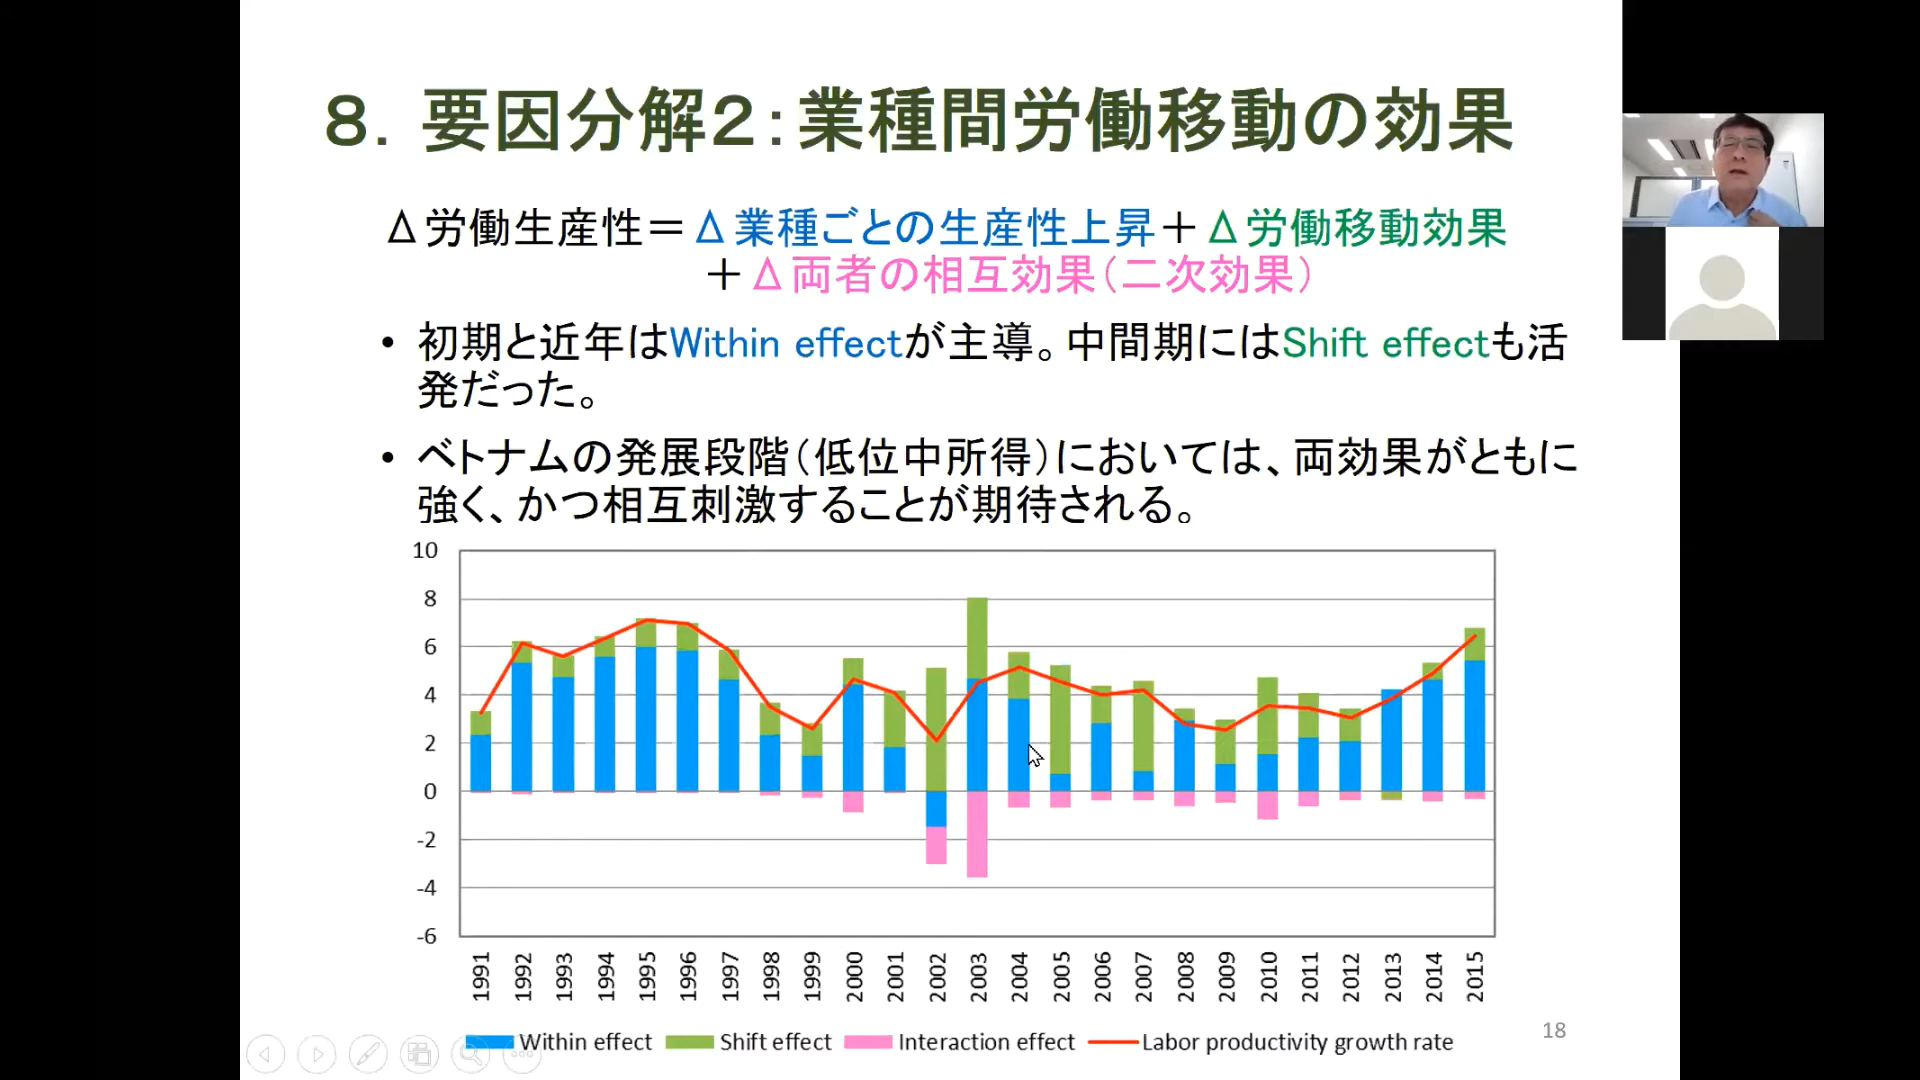 8．要因分解2：業種間労働移動の効果
Δ労働生産性＝Δ業種ごとの生産性上昇＋Δ労働移動効果
＋Δ両者の相互効果（二次効果）
• 初期と近年はWithin effectが主導。中間期にはShift effectも活
発だった。
• ベトナムの発展段階（低位中所得）においては、両効果がともに
強く、かつ相互刺激することが期待される。
10
8
6
4
2
0
-2
-4
-6
1991 1992 1993 1994 1995 1996 1997 1998 1999 2000 2001 2002 2003 2004 2005 2006 2007 2008 2009 2010 2011 2012 2013 2014 2015
Within effect Shift effect Interaction effect Labor productivity growth rate
18